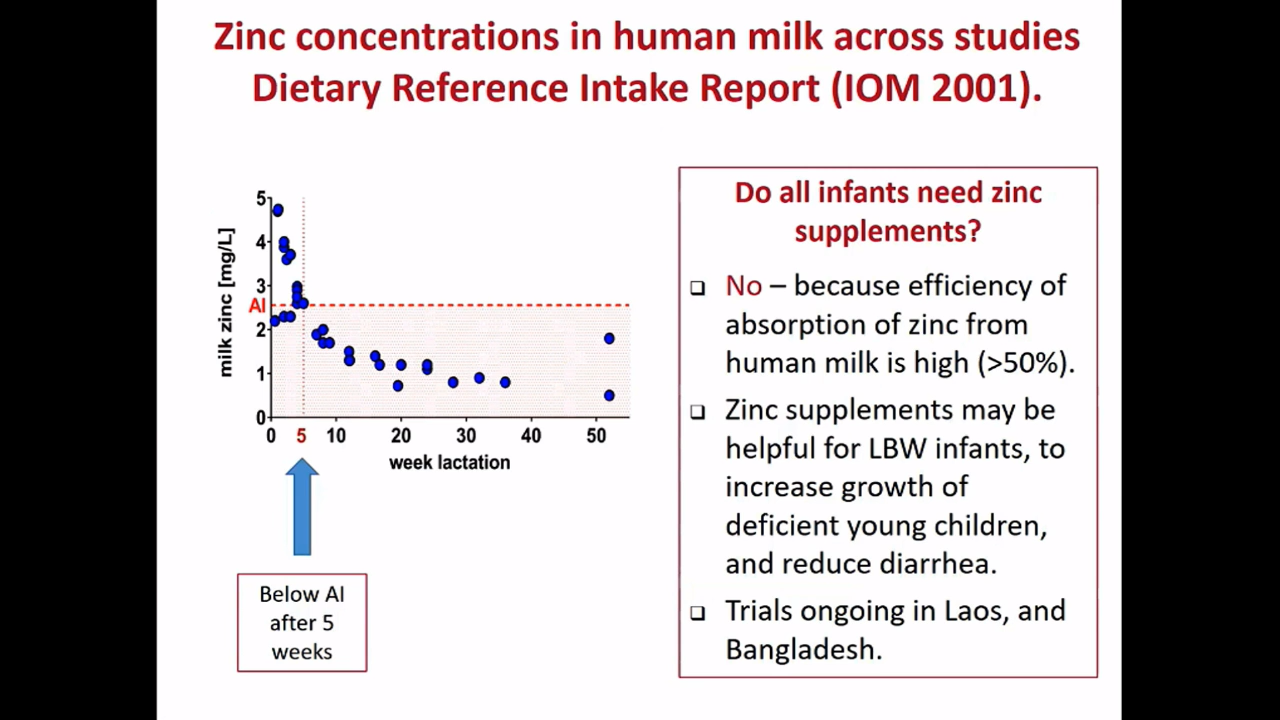 Zinc concentrations in human milk across studies
Dietary Reference Intake Report (IOM 2001).
5
4
3
AI
2
1
0
milk zinc [mg/L]
0 5 10 20 30 40 50
week lactation
Below AI
after 5
weeks
Do all infants need zinc
supplements?
❑ No – because efficiency of
absorption of zinc from
human milk is high (>50%).
❑ Zinc supplements may be
helpful for LBW infants, to
increase growth of
deficient young children,
and reduce diarrhea.
❑ Trials ongoing in Laos, and
Bangladesh.